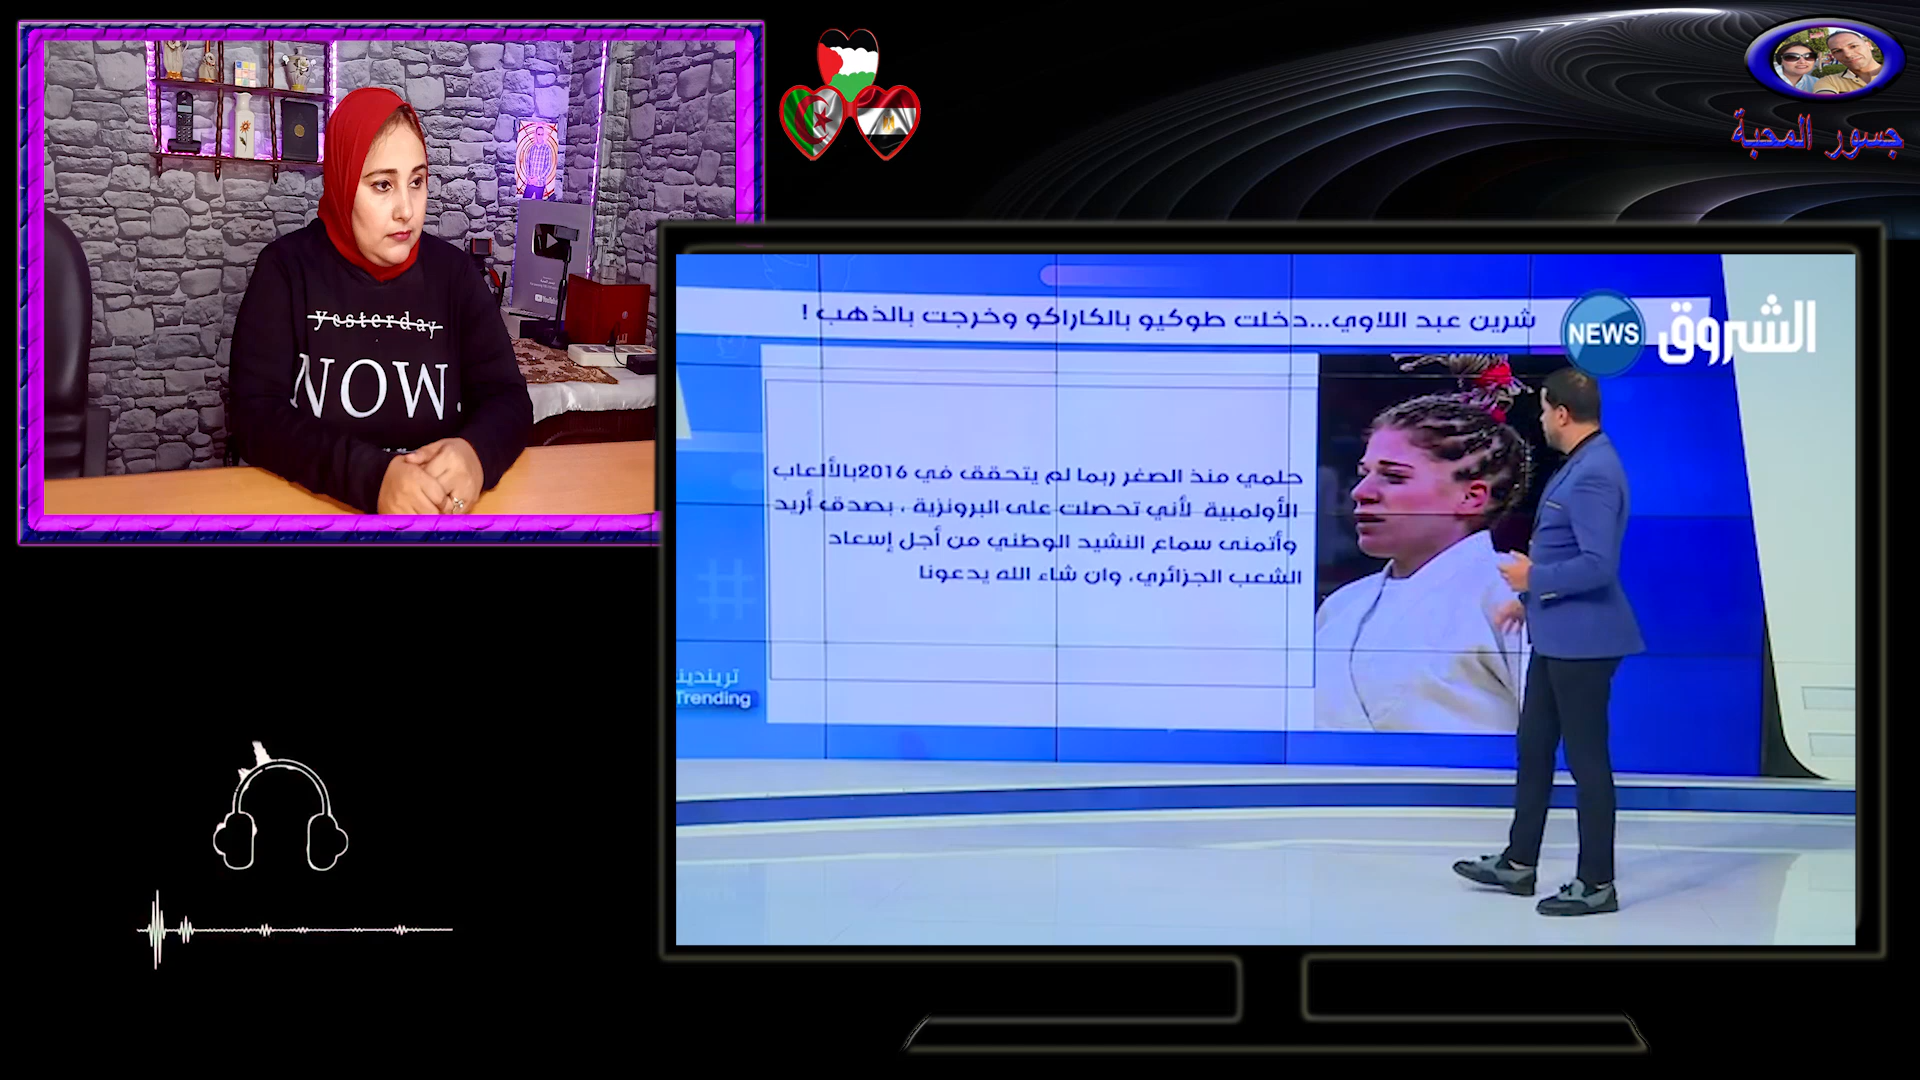 yesterday
NOW.
YouTube
جسور المحبة
شرين عبد اللاوي...دخلت طوكيو بالكاراكو وخرجت بالذهب !
NEWS
الشروق
حلمي منذ الصغر ربما لم يتحقق في 2016بالألعاب
الأولمبية لأني تحصلت على البرونزية ، بصدق أريد
وأتمنى سماع النشيد الوطني من أجل إسعاد
الشعب الجزائري، وان شاء الله يدعونا
#
تريندينغ
Trending